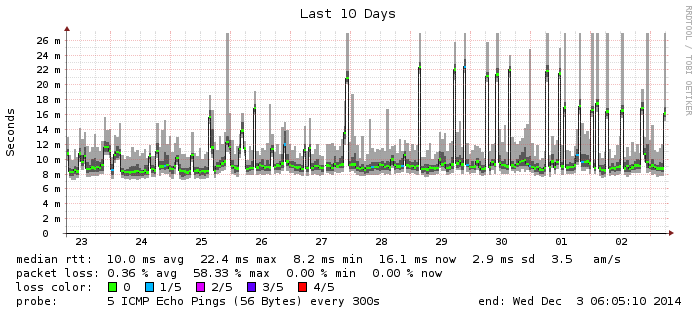 Last 10 Days
RRDTOOL / TOBI OETIKER
Seconds
26 m
24 m
22 m
20 m
18 m
16 m
14 m
12 m
10 m
8 m
6 m
4 m
2 m
0
23 24 25 26 27 28 29 30 01 02
median rtt: 10.0 ms avg 22.4 ms max 8.2 ms min 16.1 ms now 2.9 ms sd 3.5 am/s
packet loss: 0.36 % avg 58.33 % max 0.00 % min 0.00 % now
loss color: 0 1/5 2/5 3/5 4/5
probe: 5 ICMP Echo Pings (56 Bytes) every 300s end: Wed Dec 3 06:05:10 2014